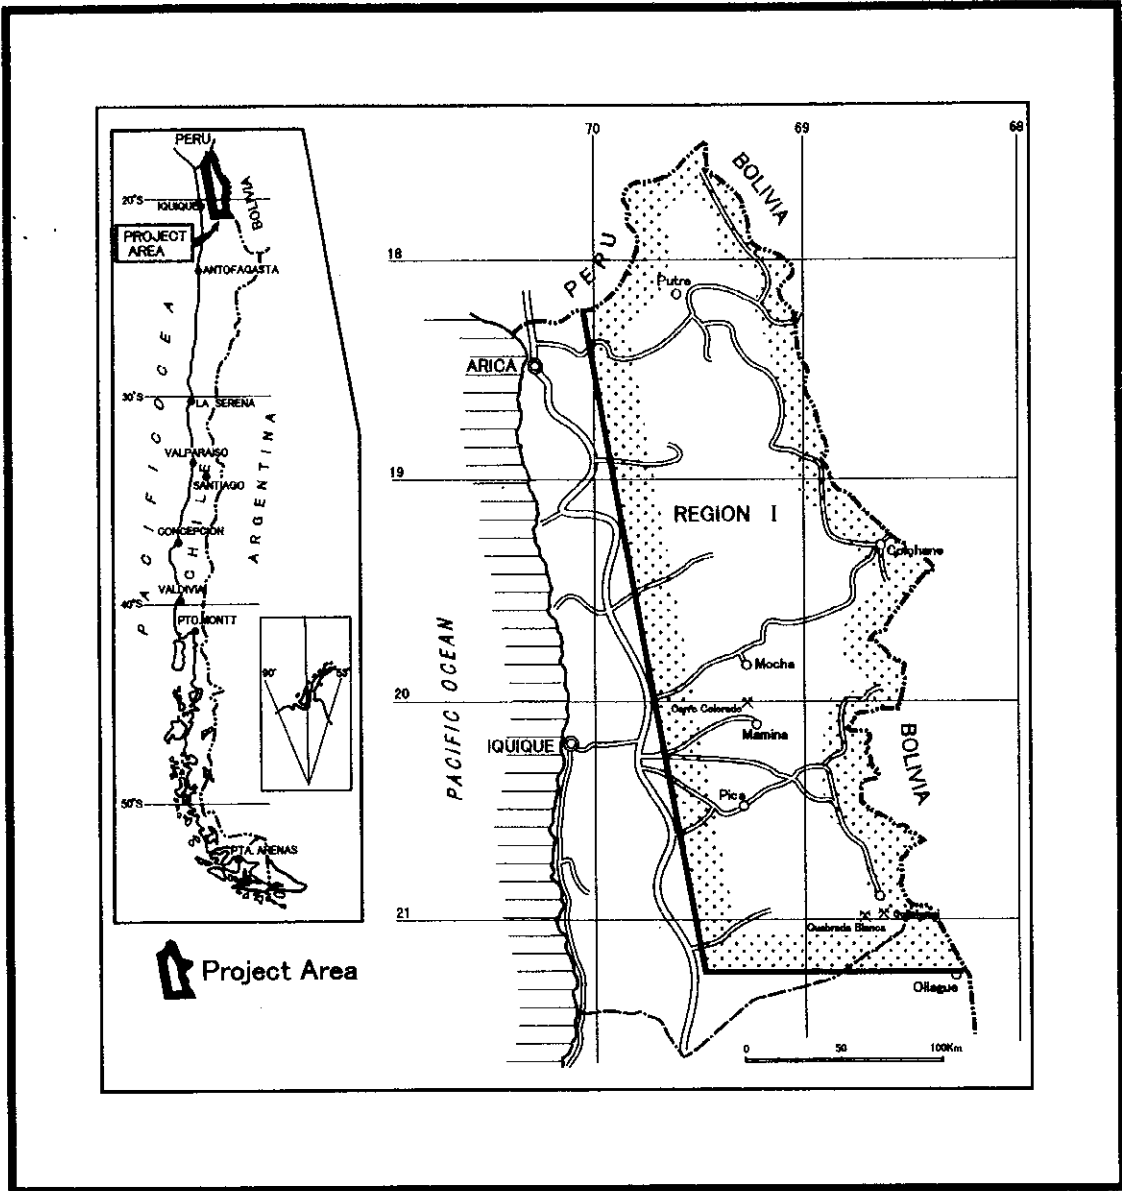 PERU
20°S
IQUIQUE
BOLIVIA
PROJECT
AREA
ANTOFAGASTA
PACIFIC OCEA
30°S
LA SERENA
VALPARAISO
SANTIAGO
CHILE
ARGENTINA
CONCEPCION
VALDIVIA
40°S
PTO.MONTT
90°
53°
50°S
PTA. ARENAS
Project Area
70
69
68
BOLIVIA
PERU
18
Putre
ARICA
19
REGION I
Colchane
Mocha
PACIFIC OCEAN
20
Cerro Colorado
Mamina
IQUIQUE
BOLIVIA
Pica
21
Quebrada Blanca
Ollague
0
50
100Km